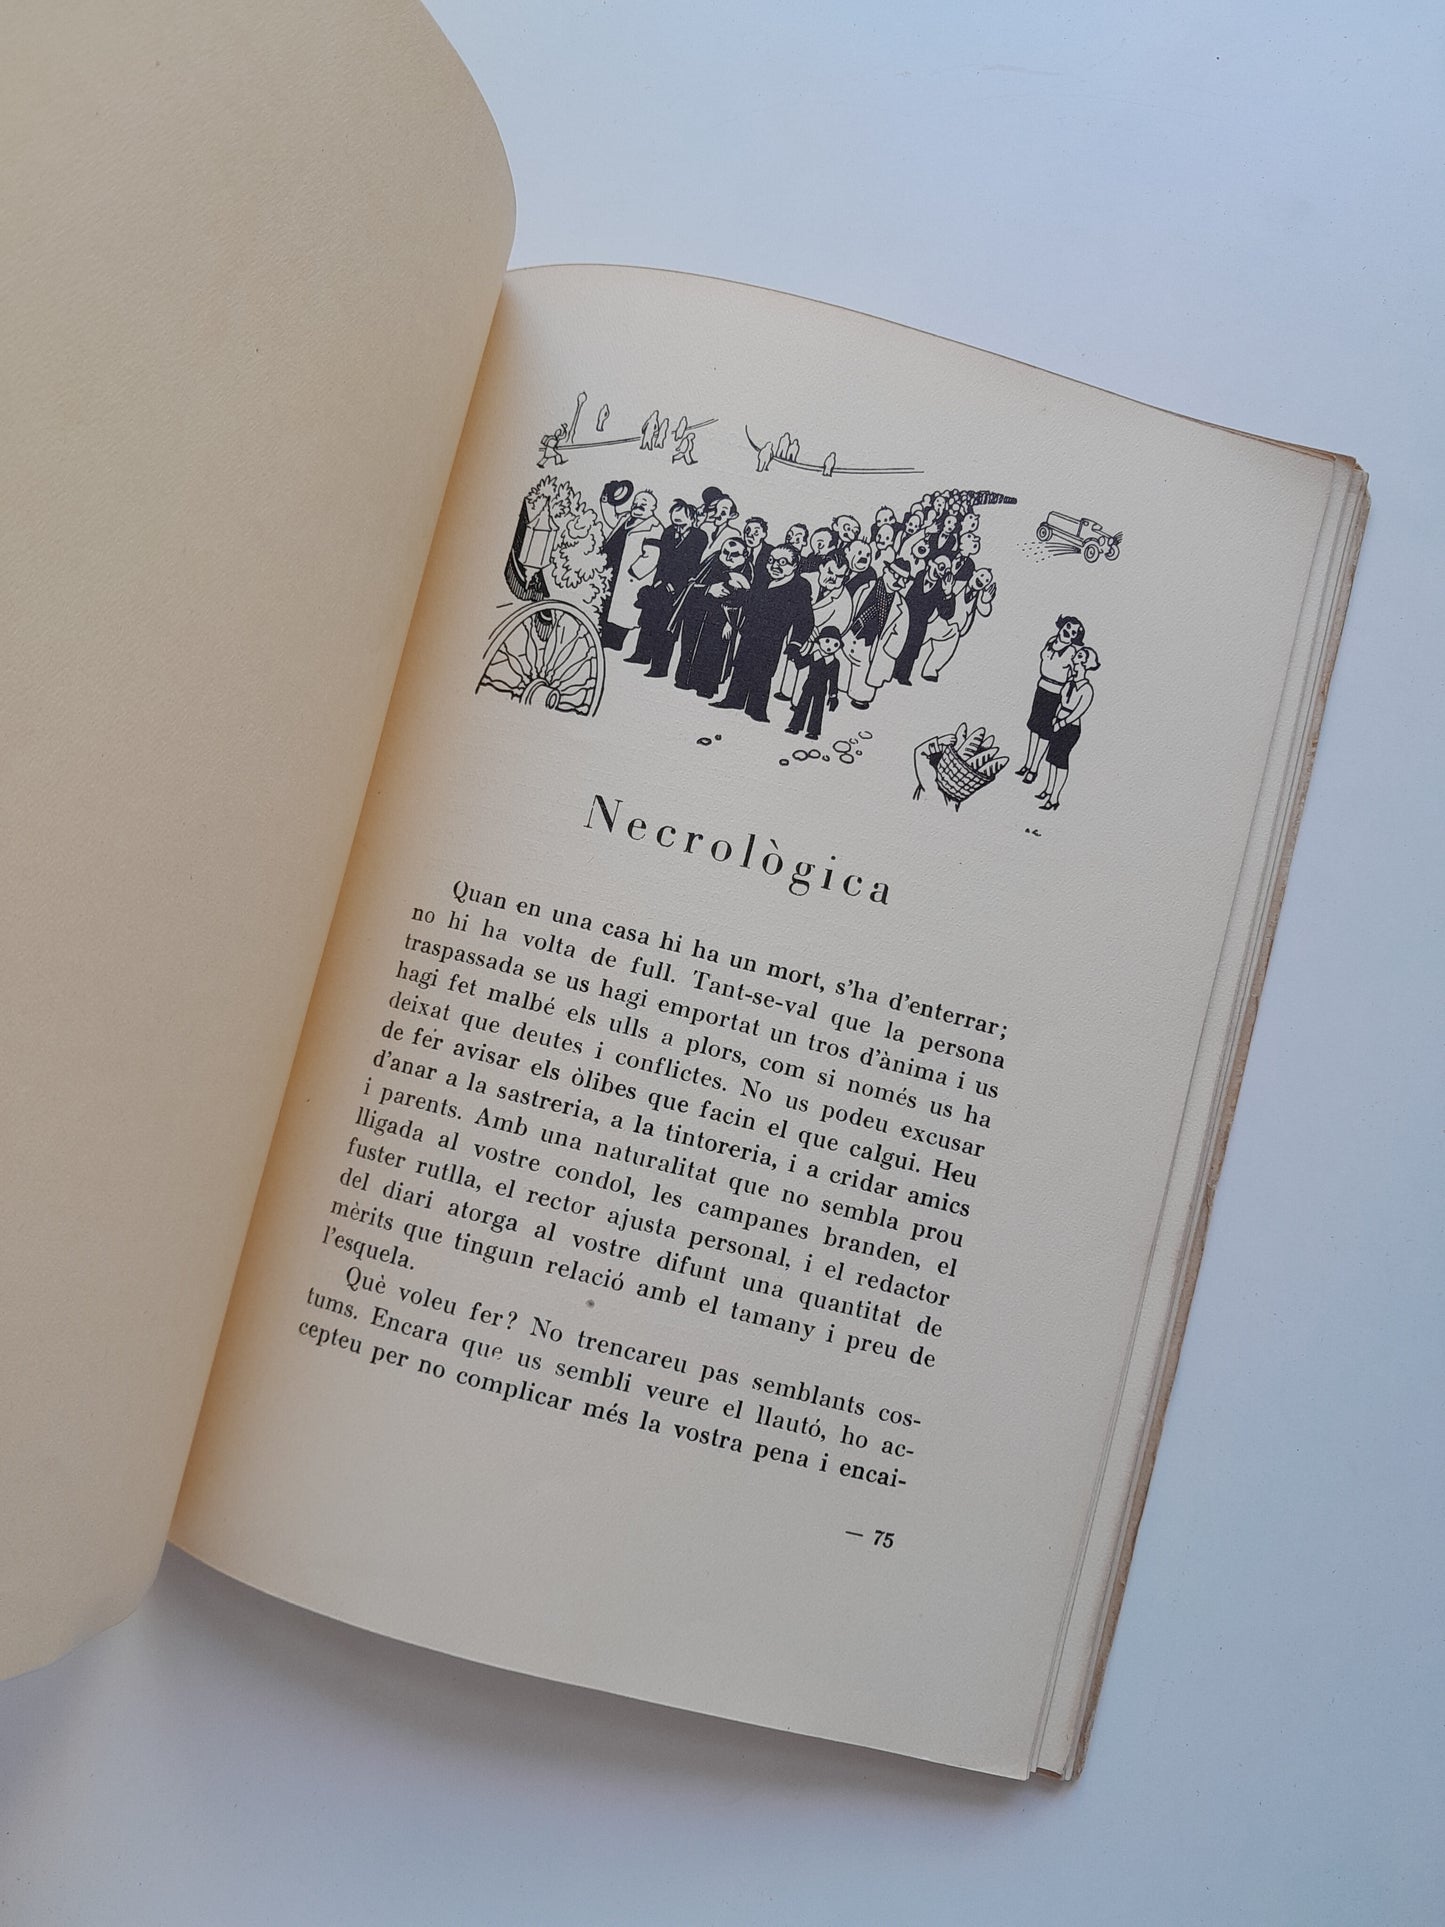 Necrològica
Quan en una casa hi ha un mort, s'ha d'enterrar;
no hi ha volta de full. Tant-se-val que la persona
traspassada se us hagi emportat un tros d'ànima i us
hagi fet malbé els ulls a plors, com si només us ha
deixat que deutes i conflictes. No us podeu excusar
de fer avisar els òlibes que facin el que calgui. Heu
d'anar a la sastreria, a la tintoreria, i a cridar amics
i parents. Amb una naturalitat que no sembla prou
lligada al vostre condol, les campanes branden, el
fuster rutlla, el rector ajusta personal, i el redactor
del diari atorga al vostre difunt una quantitat de
mèrits que tinguin relació amb el tamany i preu de
l'esquela.
Què voleu fer? No trencareu pas semblants cos-
tums. Encara que us sembli veure el llautó, ho ac-
cepteu per no complicar més la vostra pena i encai-
— 75